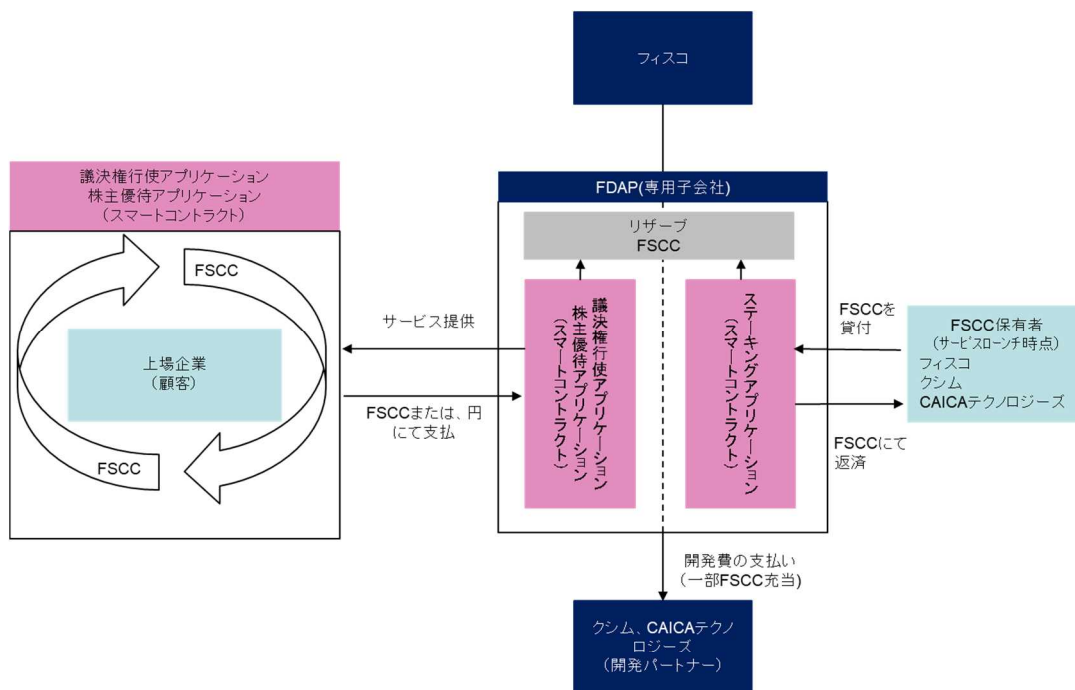 フィスコ
議決権行使アプリケーション
株主優待アプリケーション
（スマートコントラクト）
FSCC
上場企業
（顧客）
FSCC
サービス提供
FSCCまたは、円
にて支払
FDAP(専用子会社)
リザーブ
FSCC
議決権行使アプリケーション
株主優待アプリケーション
（スマートコントラクト）
ステーキングアプリケーション
（スマートコントラクト）
FSCCを
貸付
FSCCにて
返済
FSCC保有者
（サービスローンチ時点）
フィスコ
クシム
CAICAテクノロジーズ
開発費の支払い
（一部FSCC充当)
クシム、CAICAテクノ
ロジーズ
（開発パートナー）